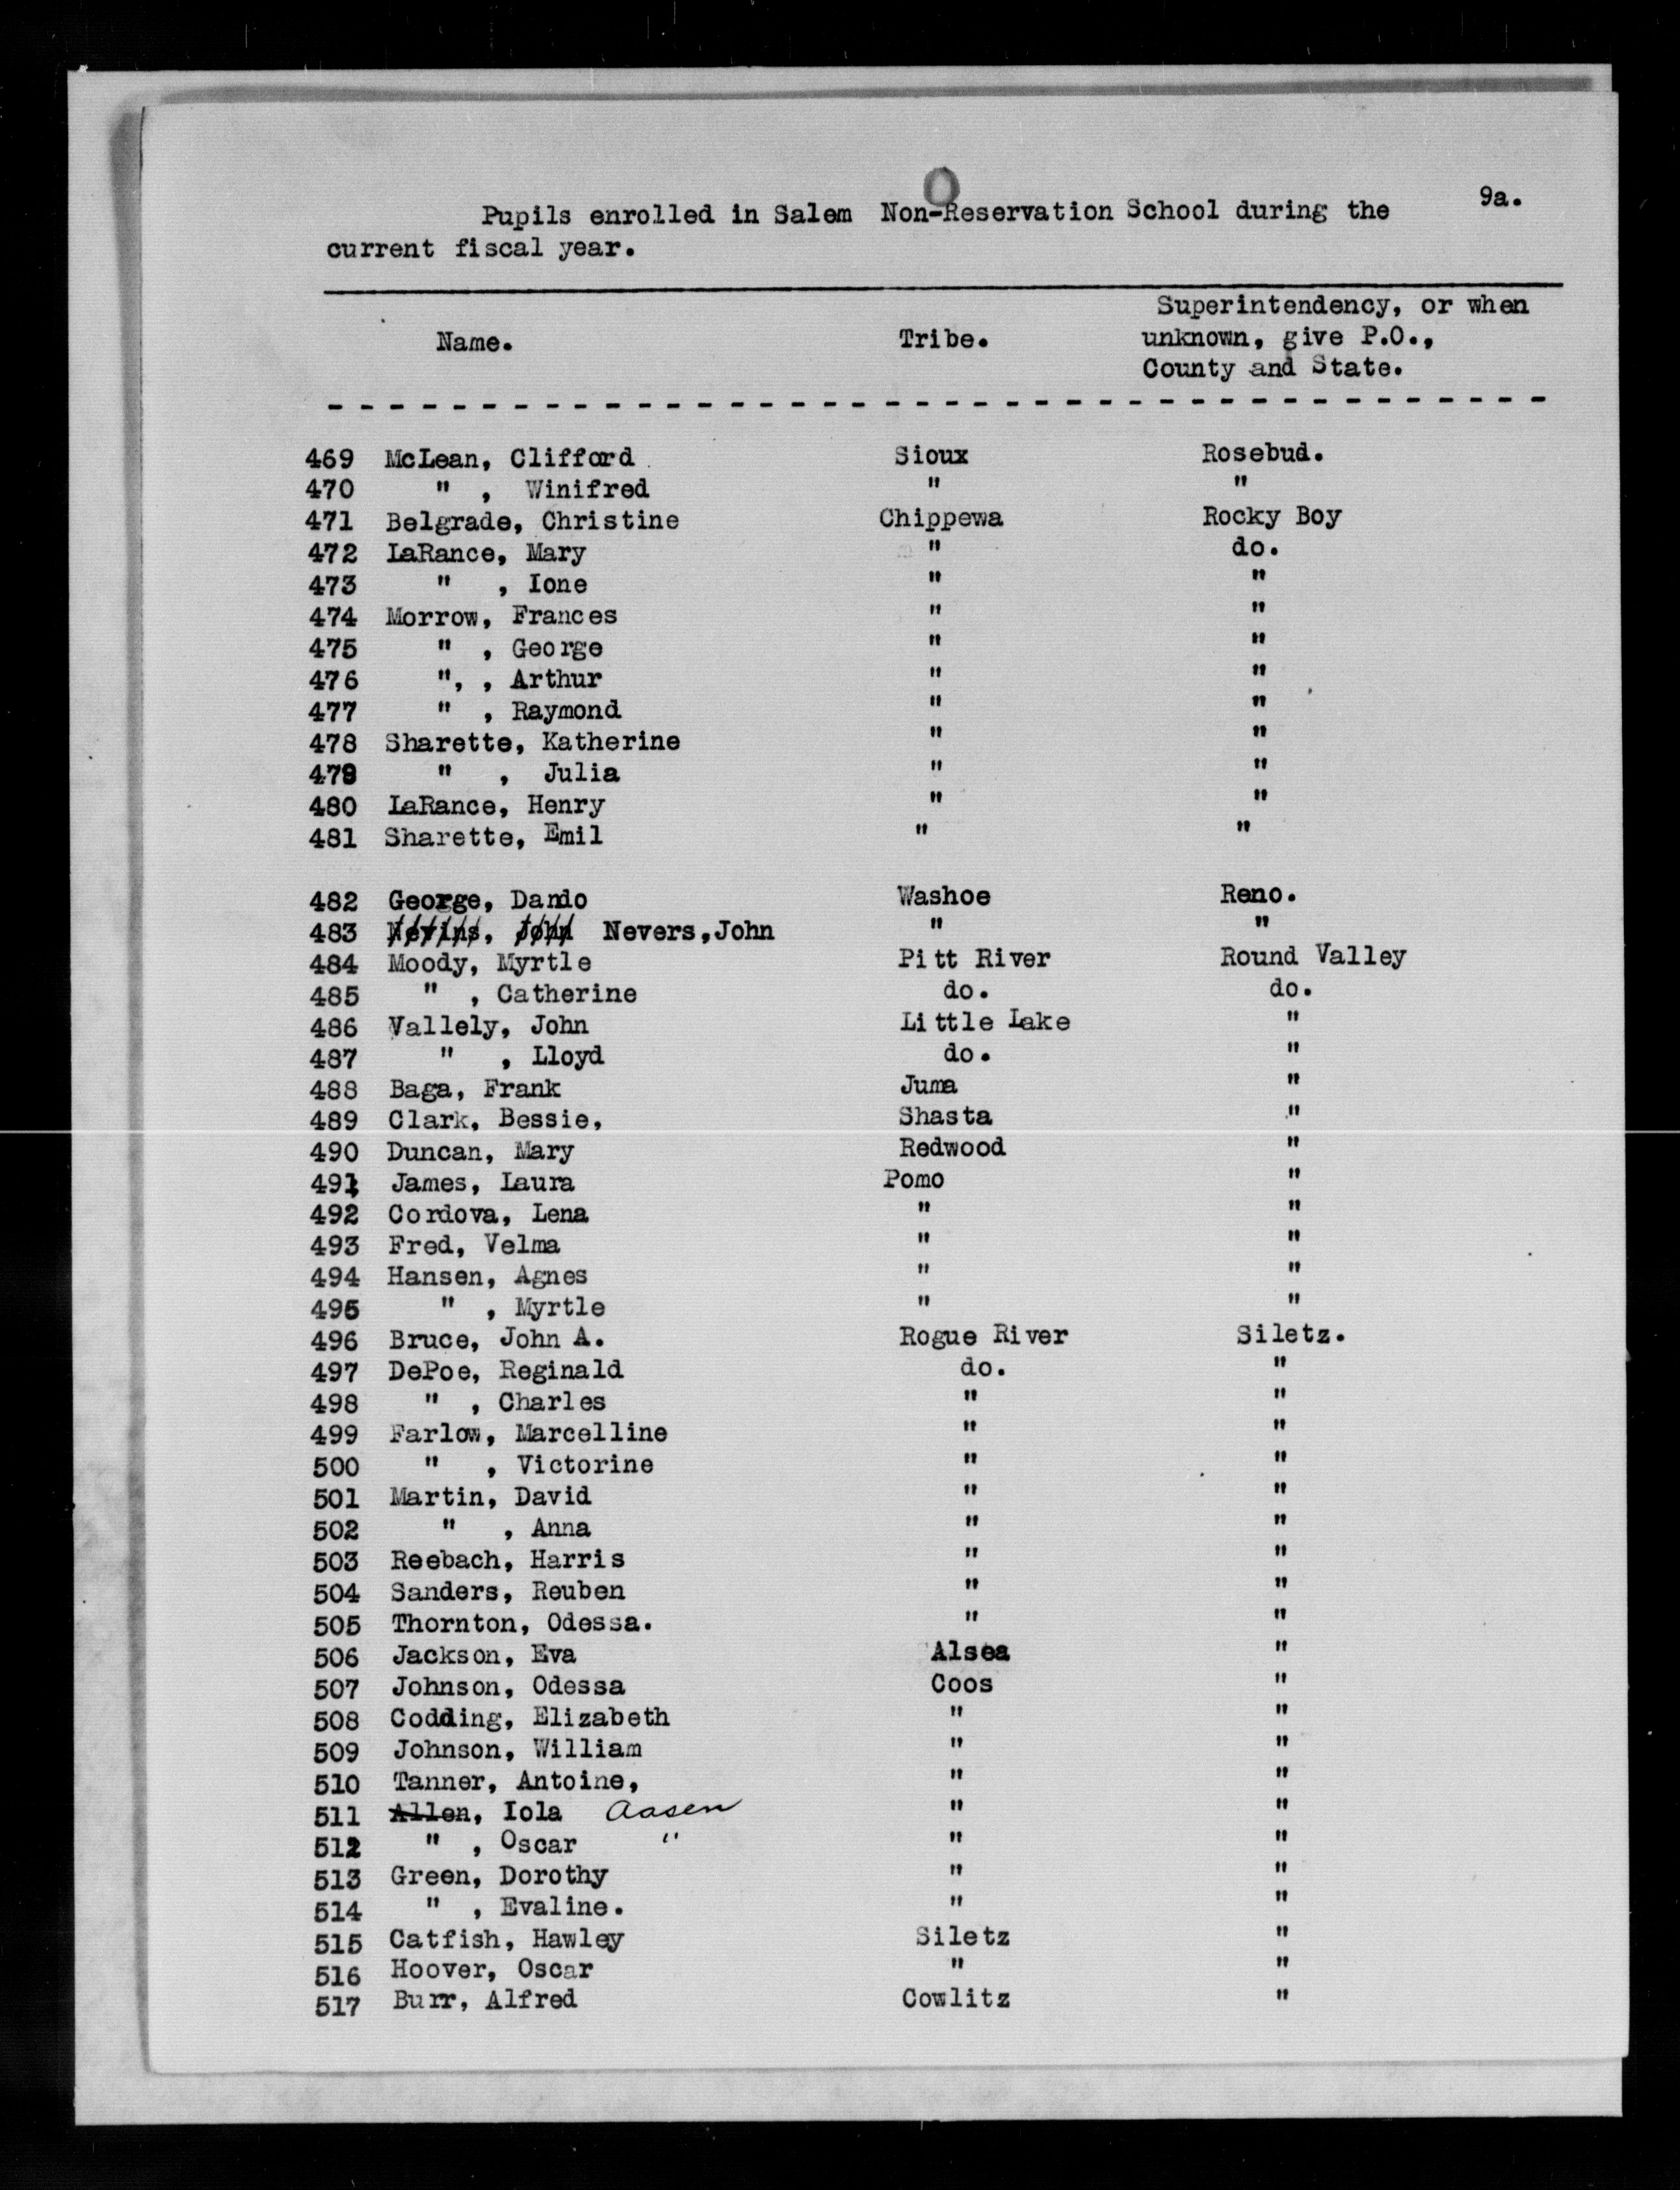 9a.
Pupils enrolled in Salem Non-Reservation School during the
current fiscal year.
Name. Tribe. Superintendency, or when
unknown, give P.O.,
County and State.
469 McLean, Clifford Sioux Rosebud.
470 " , Winifred " "
471 Belgrade, Christine Chippewa Rocky Boy
472 LaRance, Mary " do.
473 " , Ione " "
474 Morrow, Frances " "
475 " , George " "
476 ", , Arthur " "
477 " , Raymond " "
478 Sharette, Katherine " "
479 " , Julia " "
480 LaRance, Henry " "
481 Sharette, Emil " "
482 George, Dando Washoe Reno.
483 Nevins, John Nevers,John " "
484 Moody, Myrtle Pitt River Round Valley
485 " , Catherine do. do.
486 Vallely, John Little Lake "
487 " , Lloyd do. "
488 Baga, Frank Juma "
489 Clark, Bessie, Shasta "
490 Duncan, Mary Redwood "
491 James, Laura Pomo "
492 Cordova, Lena " "
493 Fred, Velma " "
494 Hansen, Agnes " "
495 " , Myrtle " "
496 Bruce, John A. Rogue River Siletz.
497 DePoe, Reginald do. "
498 " , Charles " "
499 Farlow, Marcelline " "
500 " , Victorine " "
501 Martin, David " "
502 " , Anna " "
503 Reebach, Harris " "
504 Sanders, Reuben " "
505 Thornton, Odessa. " "
506 Jackson, Eva Alsea "
507 Johnson, Odessa Coos "
508 Codding, Elizabeth " "
509 Johnson, William " "
510 Tanner, Antoine, " "
511 Allen, Iola Aasen " "
512 " , Oscar " " "
513 Green, Dorothy " "
514 " , Evaline. " "
515 Catfish, Hawley Siletz "
516 Hoover, Oscar " "
517 Burr, Alfred Cowlitz "